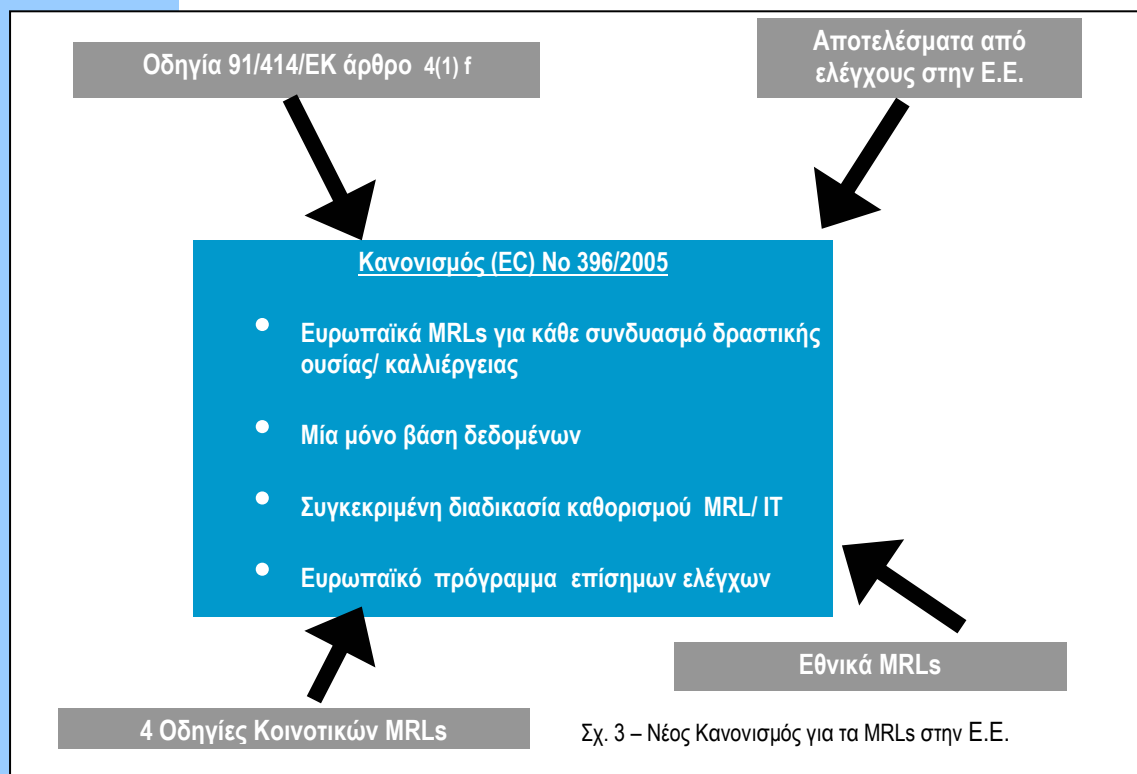 Οδηγία 91/414/ΕΚ άρθρο 4(1) f
Αποτελέσματα από
ελέγχους στην Ε.Ε.
Κανονισμός (EC) No 396/2005
• Ευρωπαϊκά MRLs για κάθε συνδυασμό δραστικής
ουσίας/ καλλιέργειας
• Μία μόνο βάση δεδομένων
• Συγκεκριμένη διαδικασία καθορισμού MRL/ IT
• Ευρωπαϊκό πρόγραμμα επίσημων ελέγχων
Εθνικά MRLs
4 Οδηγίες Κοινοτικών MRLs
Σχ. 3 – Νέος Κανονισμός για τα MRLs στην Ε.Ε.